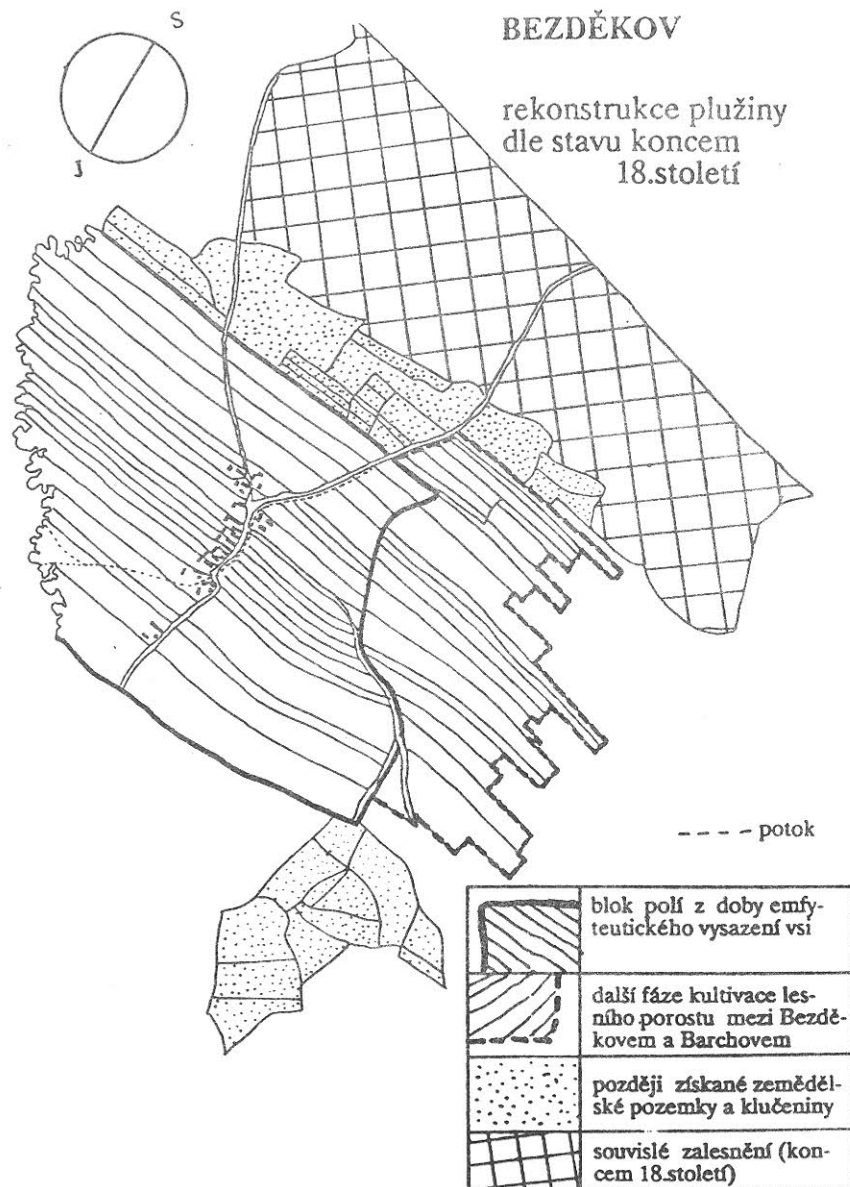 S
J
BEZDĚKOV
rekonstrukce plužiny
dle stavu koncem
18.století
---- potok
blok polí z doby emfy-
teutického vysazení vsi
další fáze kultivace les-
ního porostu mezi Bezdě-
kovem a Barchovem
později získané zeměděl-
ské pozemky a klučeniny
souvislé zalesnění (kon-
cem 18.století)